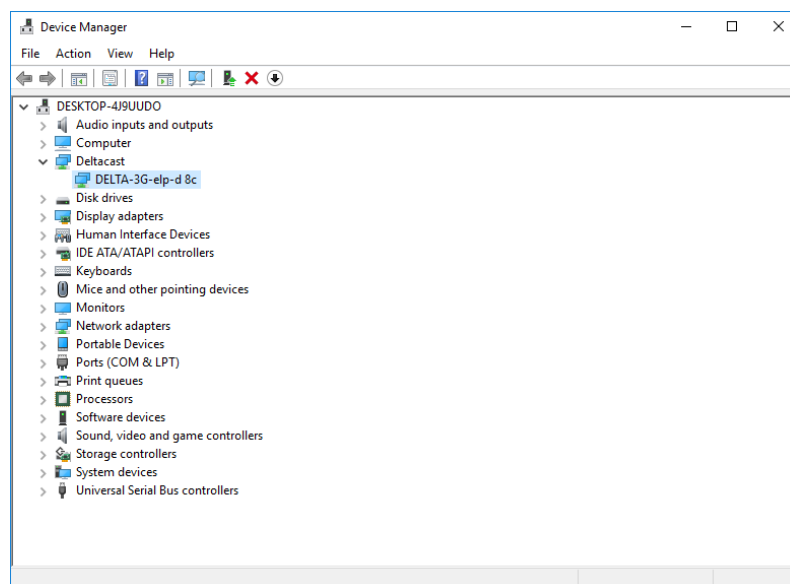 Device Manager
File Action View Help
DESKTOP-4J9UUDO
Audio inputs and outputs
Computer
Deltacast
DELTA-3G-elp-d 8c
Disk drives
Display adapters
Human Interface Devices
IDE ATA/ATAPI controllers
Keyboards
Mice and other pointing devices
Monitors
Network adapters
Portable Devices
Ports (COM & LPT)
Print queues
Processors
Software devices
Sound, video and game controllers
Storage controllers
System devices
Universal Serial Bus controllers